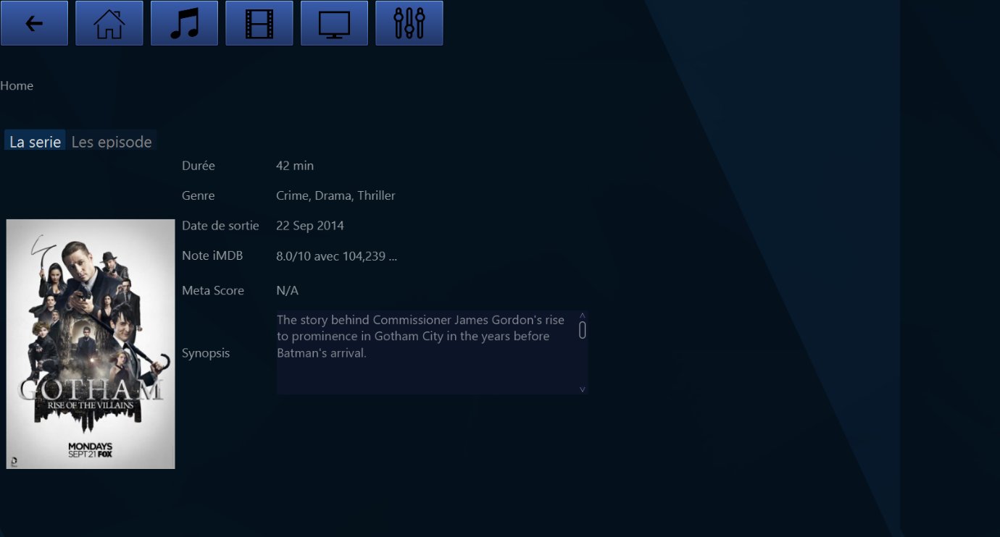 Home
La serie
Les episode
Durée
42 min
Genre
Crime, Drama, Thriller
Date de sortie
22 Sep 2014
Note iMDB
8.0/10 avec 104,239 ...
Meta Score
N/A
Synopsis
The story behind Commissioner James Gordon's rise
to prominence in Gotham City in the years before
Batman's arrival.
GOTHAM
RISE OF THE VILLAINS
MONDAYS
SEPT 21 FOX